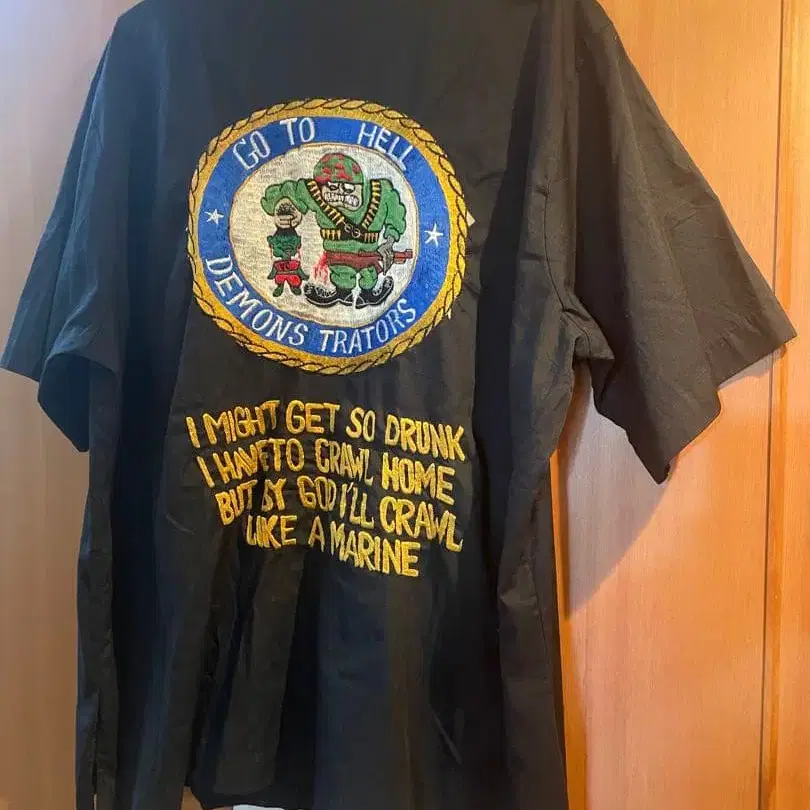 GO TO HELL
DEMONS TRATORS
I MIGHT GET SO DRUNK
I HAVE TO CRAWL HOME
BUT BY GOD I'LL CRAWL
LIKE A MARINE